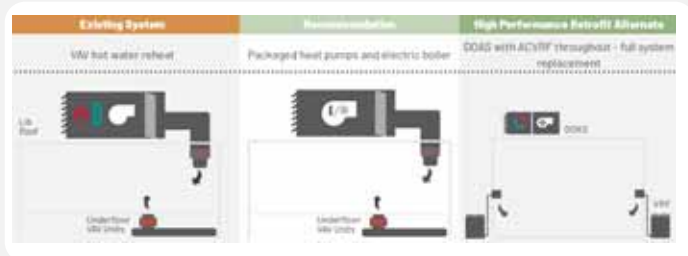 Existing System
Recommendation
High Performance Retrofit Alternate
VAV hot water reheat
Packaged heat pumps and electric boiler
DOAS with ACVRF throughout - full system
replacement
Lib
Roof
DOAS
Underfloor
VAV Units
Underfloor
VAV Units
VRF